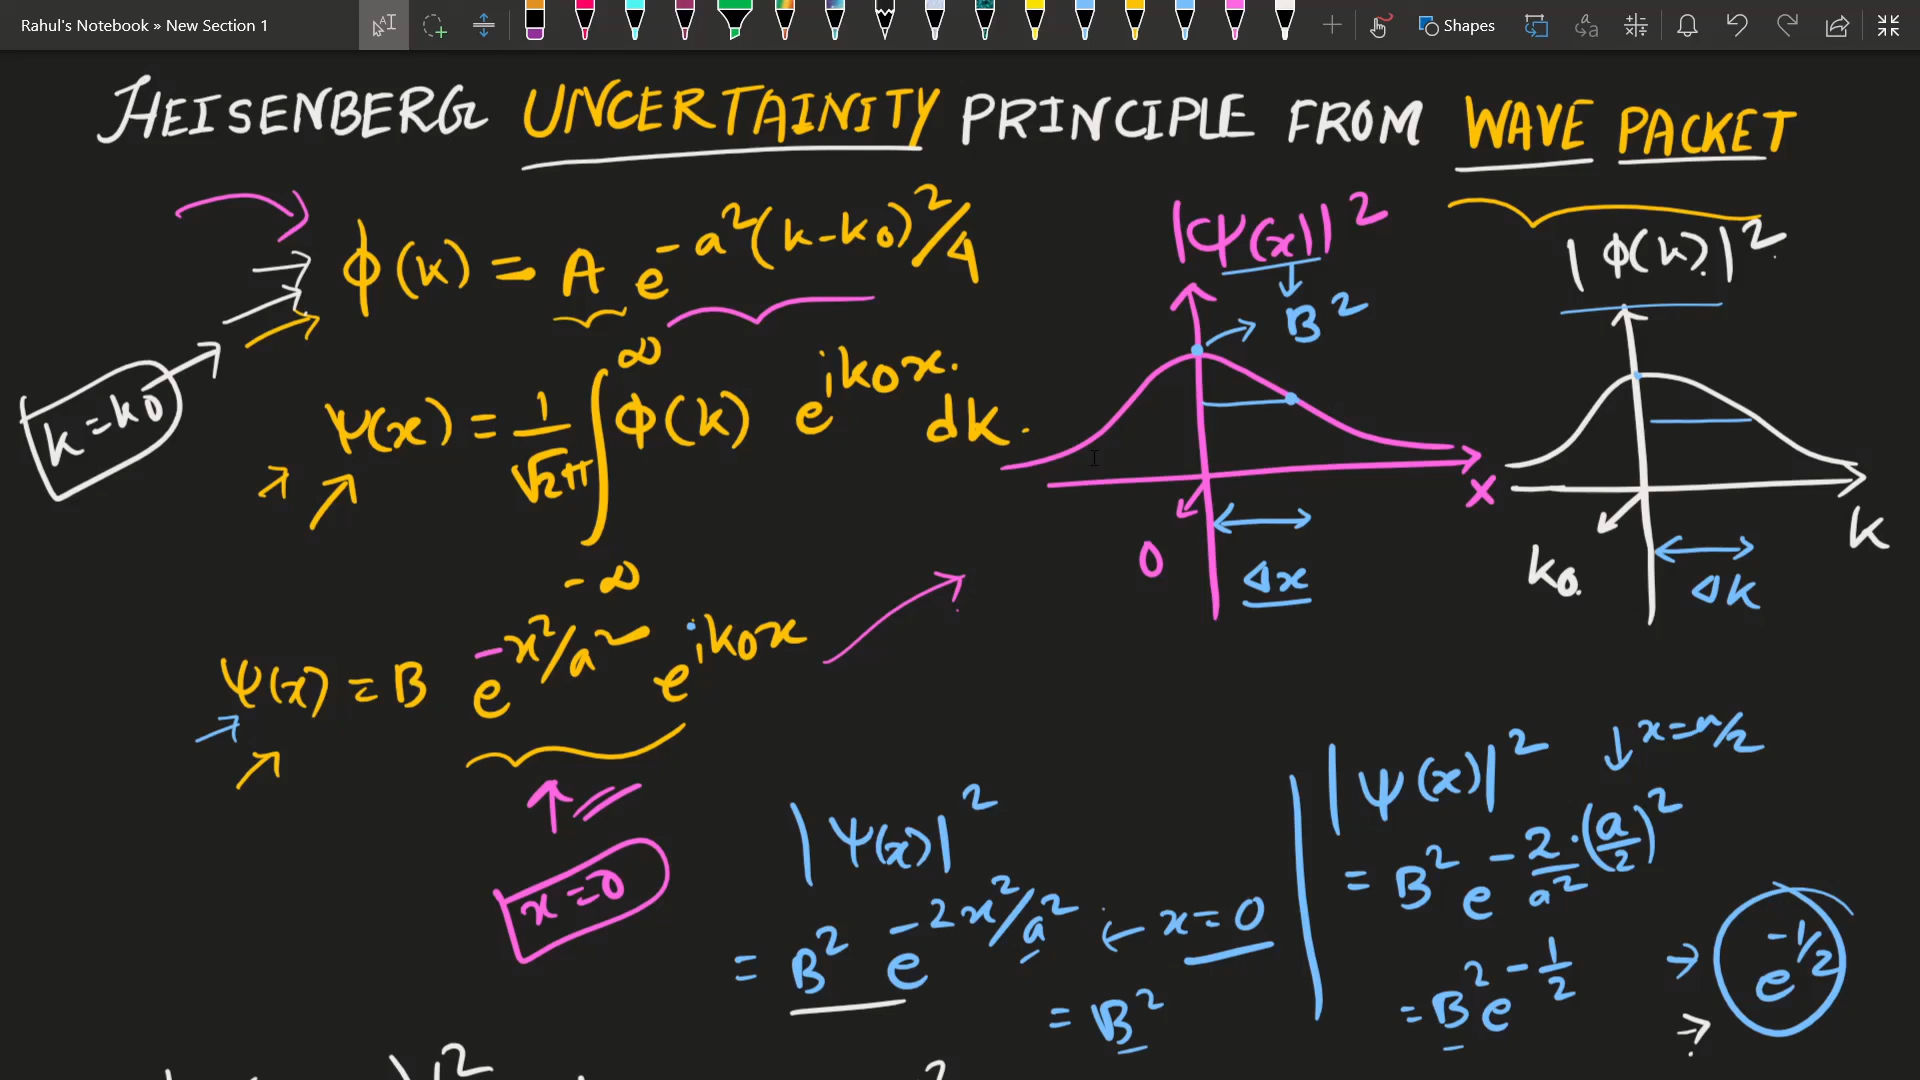 Rahul's Notebook » New Section 1
Shapes
HEISENBERG UNCERTAINITY PRINCIPLE FROM WAVE PACKET
ϕ(k) = A e^{-a²(k-k₀)²/4}
k=k₀
ψ(x) = 1/√2π ∫_{-∞}^{∞} ϕ(k) e^{ik₀x} dk.
ψ(x) = B e^{-x²/a²} e^{ik₀x}
x=0
|ψ(x)|²
B²
x
0
Δx
|ϕ(k)|²
k
k₀.
Δk
|ψ(x)|²
= B² e^{-2x²/a²} ← x=0
= B²
|ψ(x)|² ↓ x=a/2
= B² e^{-2/a²·(a/2)²}
= B² e^{-1/2} → e^{-1/2}